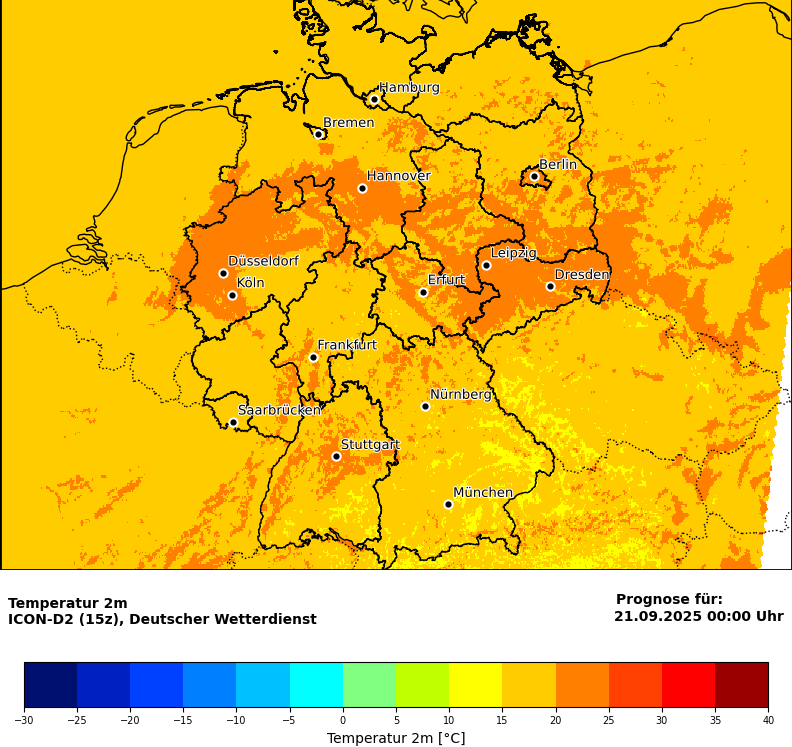 Hamburg
Bremen
Berlin
Hannover
Leipzig
Düsseldorf
Dresden
Köln
Erfurt
Frankfurt
Nürnberg
Saarbrücken
Stuttgart
München
Temperatur 2m
ICON-D2 (15z), Deutscher Wetterdienst
Prognose für:
21.09.2025 00:00 Uhr
−30 −25 −20 −15 −10 −5 0 5 10 15 20 25 30 35 40
Temperatur 2m [°C]